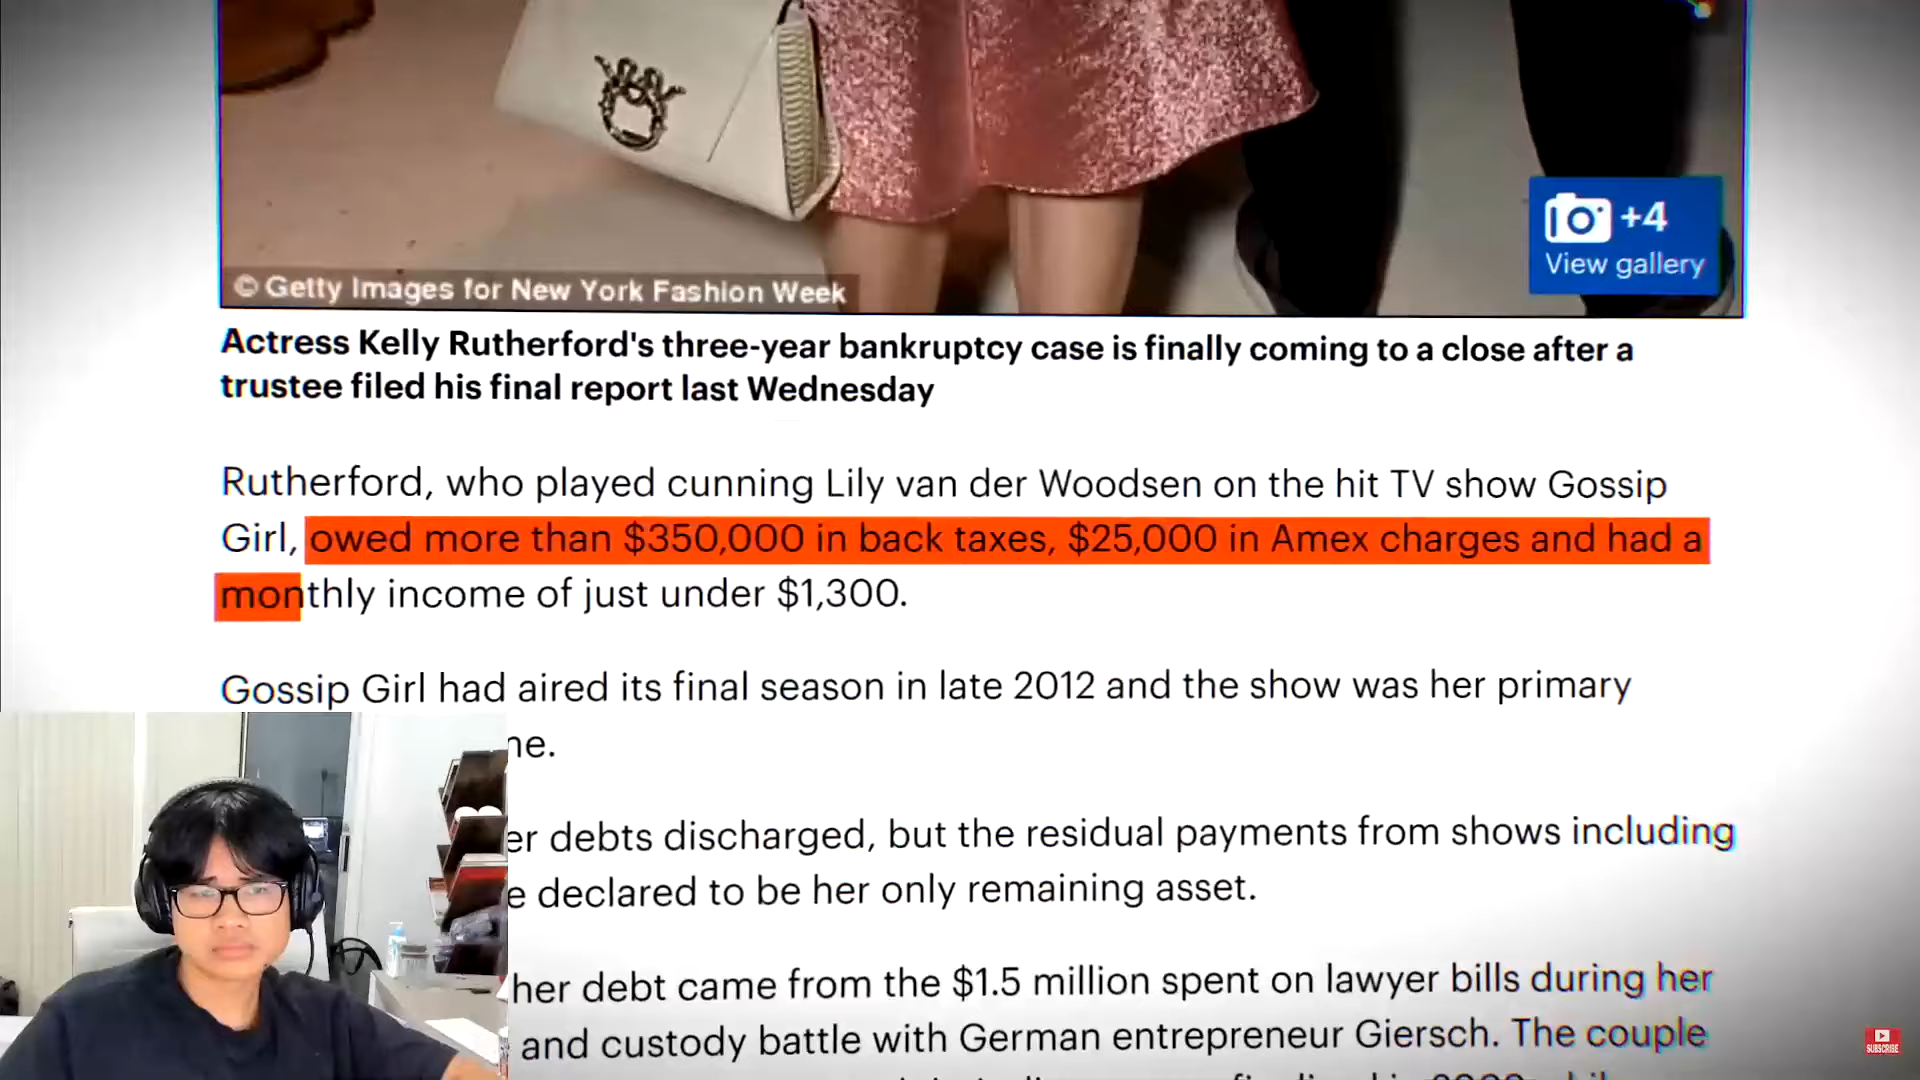 +4
View gallery
© Getty Images for New York Fashion Week
Actress Kelly Rutherford's three-year bankruptcy case is finally coming to a close after a
trustee filed his final report last Wednesday
Rutherford, who played cunning Lily van der Woodsen on the hit TV show Gossip
Girl, owed more than $350,000 in back taxes, $25,000 in Amex charges and had a
monthly income of just under $1,300.
Gossip Girl had aired its final season in late 2012 and the show was her primary
debts discharged, but the residual payments from shows including
declared to be her only remaining asset.
her debt came from the $1.5 million spent on lawyer bills during her
and custody battle with German entrepreneur Giersch. The couple
SUBSCRIBE